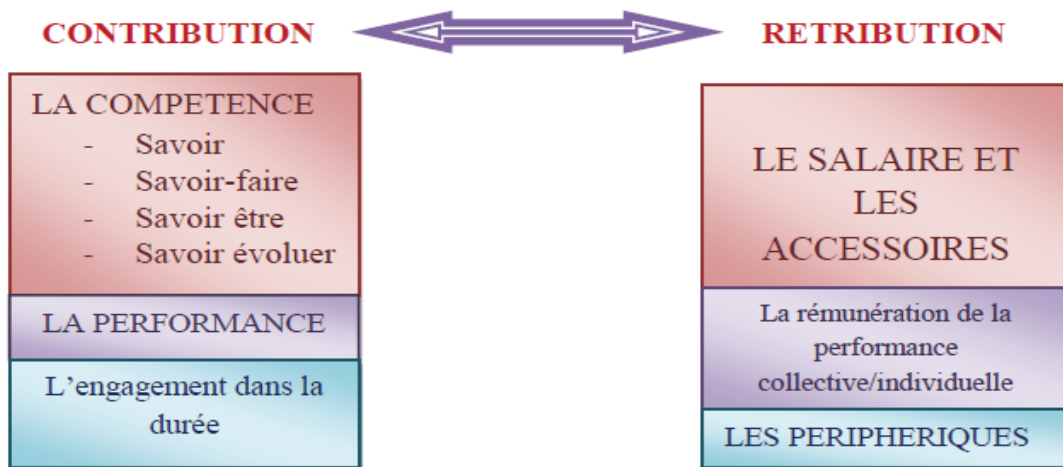 CONTRIBUTION
RETRIBUTION
LA COMPETENCE
- Savoir
- Savoir-faire
- Savoir être
- Savoir évoluer
LA PERFORMANCE
L’engagement dans la
durée
LE SALAIRE ET
LES
ACCESSOIRES
La rémunération de la
performance
collective/individuelle
LES PERIPHERIQUES